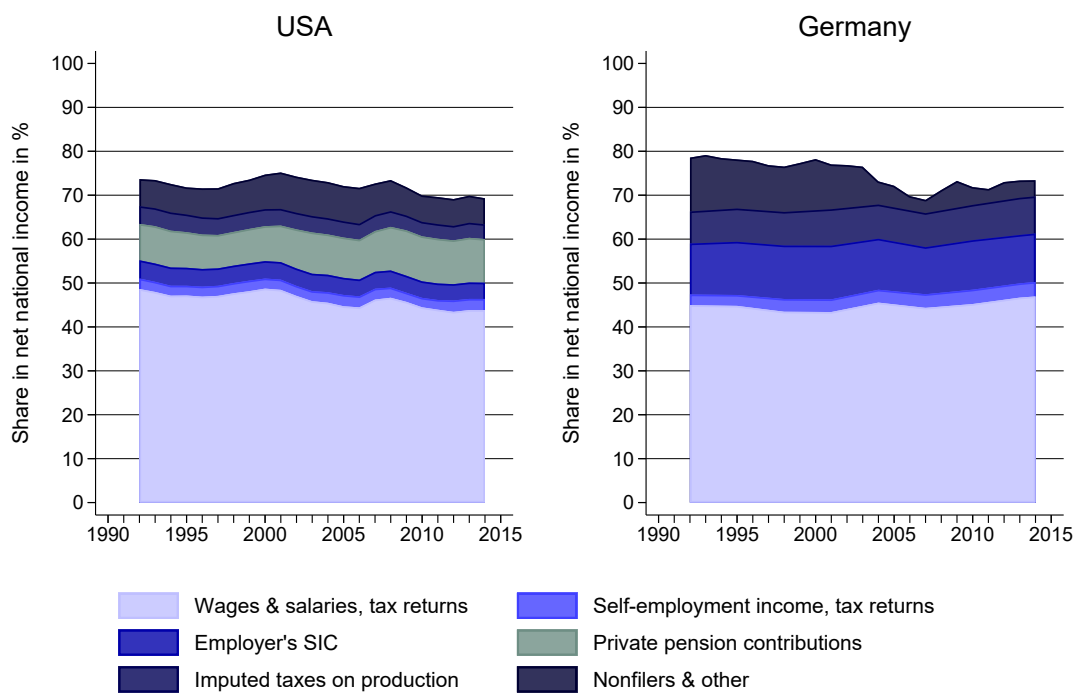 USA
Share in net national income in %
100
90
80
70
60
50
40
30
20
10
0
1990 1995 2000 2005 2010 2015
Germany
Share in net national income in %
100
90
80
70
60
50
40
30
20
10
0
1990 1995 2000 2005 2010 2015
Wages & salaries, tax returns
Self-employment income, tax returns
Employer's SIC
Private pension contributions
Imputed taxes on production
Nonfilers & other